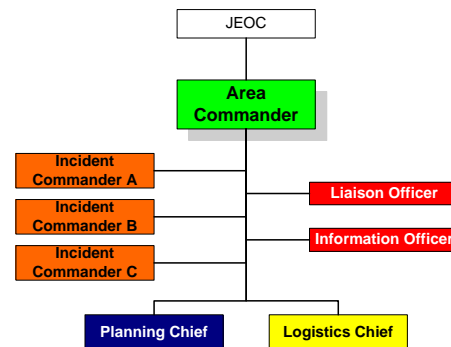 JEOC
Area
Commander
Incident
Commander A
Liaison Officer
Incident
Commander B
Information Officer
Incident
Commander C
Planning Chief
Logistics Chief